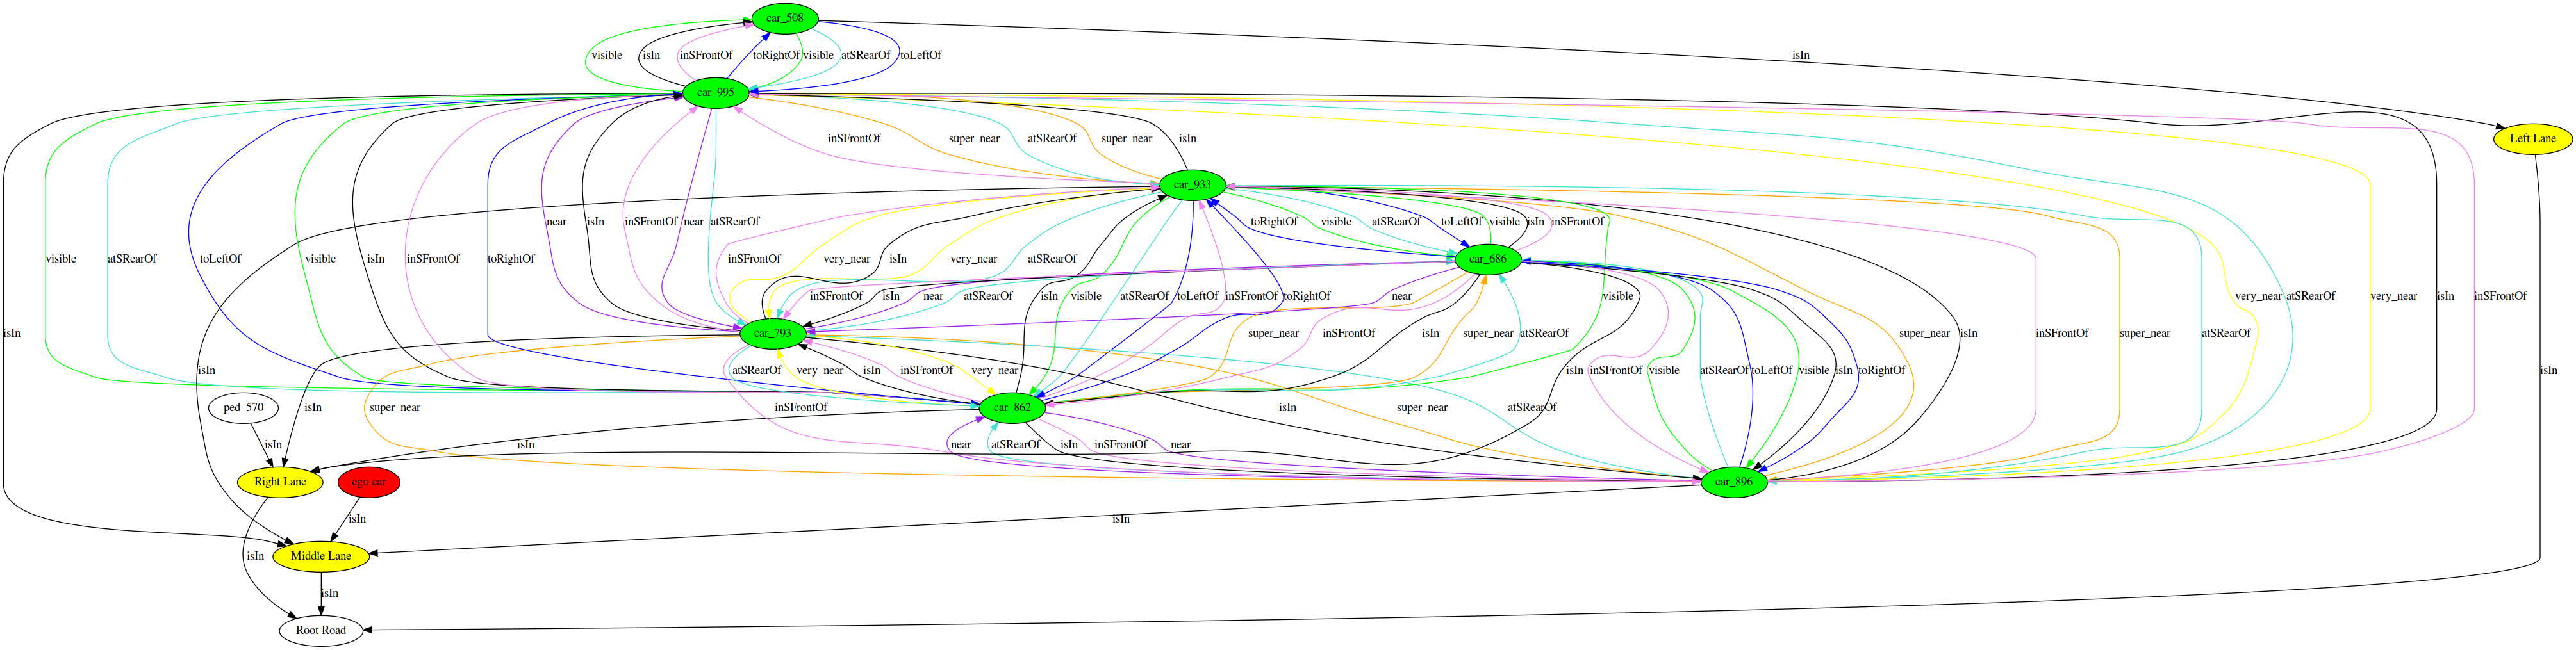 car_508
visible isIn inSFrontOf toRightOf visible atSRearOf toLeftOf isIn
car_995
inSFrontOf super_near atSRearOf super_near isIn Left Lane
car_933
near isIn inSFrontOf near atSRearOf toRightOf visible atSRearOf toLeftOf visible isIn inSFrontOf
visible atSRearOf toLeftOf visible isIn inSFrontOf toRightOf very_near isIn very_near atSRearOf car_686
inSFrontOf isIn near atSRearOf isIn visible atSRearOf toLeftOf inSFrontOf toRightOf near visible very_near atSRearOf very_near isIn inSFrontOf
isIn car_793 super_near inSFrontOf isIn super_near atSRearOf super_near isIn inSFrontOf super_near atSRearOf
isIn atSRearOf very_near isIn inSFrontOf very_near isIn inSFrontOf visible atSRearOf toLeftOf visible isIn toRightOf isIn
ped_570 isIn super_near inSFrontOf car_862 isIn super_near atSRearOf
isIn isIn near atSRearOf isIn inSFrontOf near
Right Lane ego car car_896
isIn isIn
isIn Middle Lane
isIn
Root Road